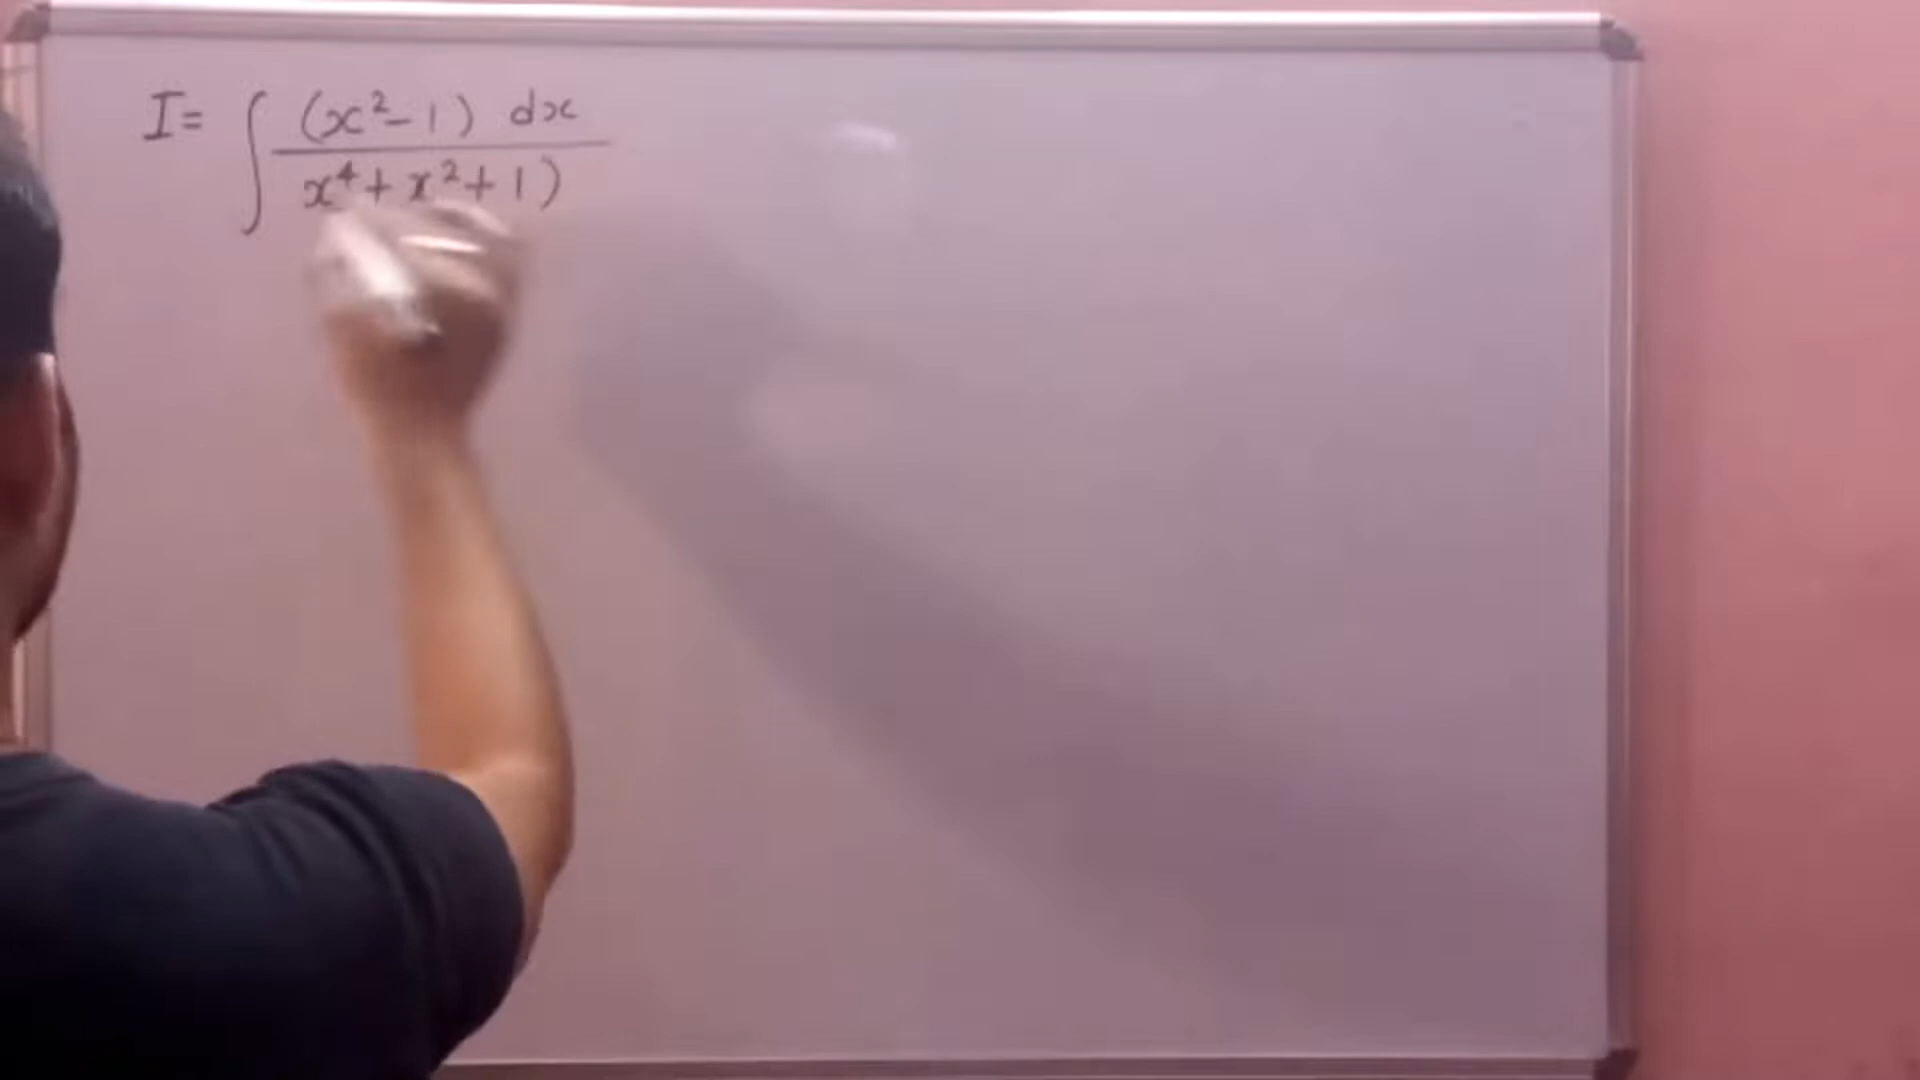 I= ∫ (x²-1) dx
x⁴+x²+1)